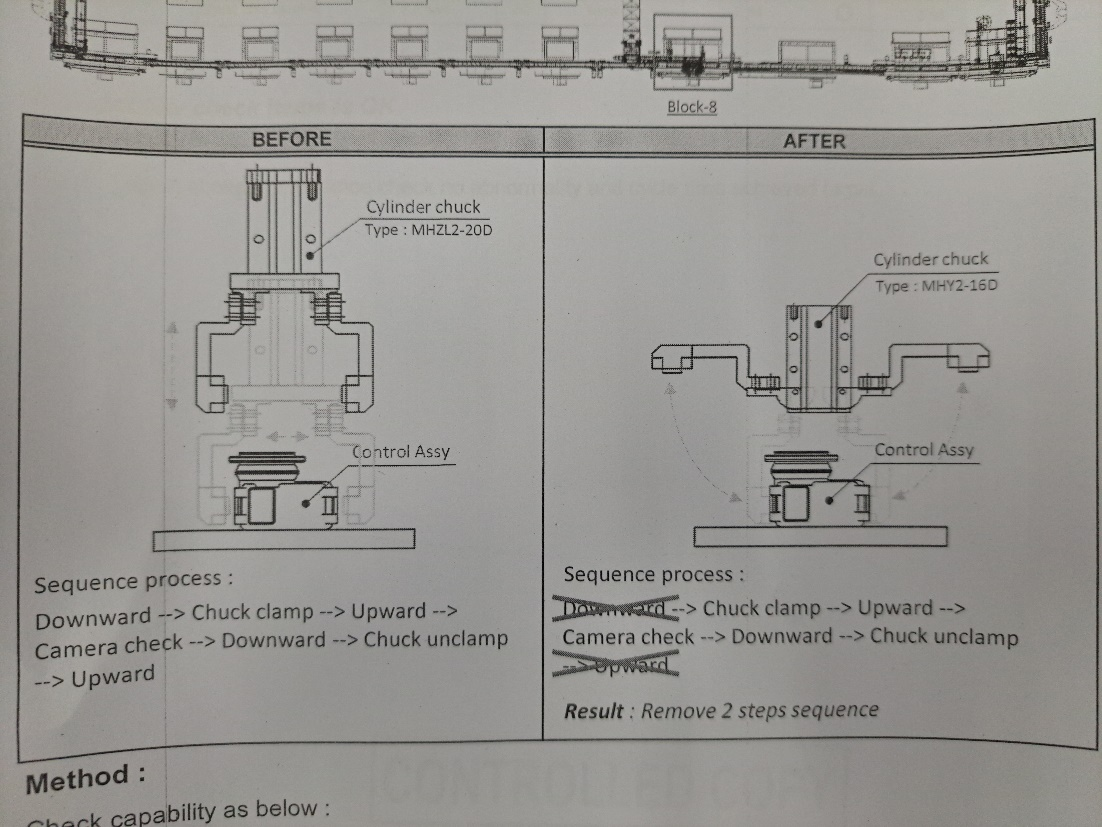 Block-8
BEFORE
AFTER
Cylinder chuck
Type : MHZL2-20D
Control Assy
Sequence process :
Downward --> Chuck clamp --> Upward -->
Camera check --> Downward --> Chuck unclamp
--> Upward
Cylinder chuck
Type : MHY2-16D
Control Assy
Sequence process :
Downward --> Chuck clamp --> Upward -->
Camera check --> Downward --> Chuck unclamp
--> Upward
Result : Remove 2 steps sequence
Method :
Check capability as below :